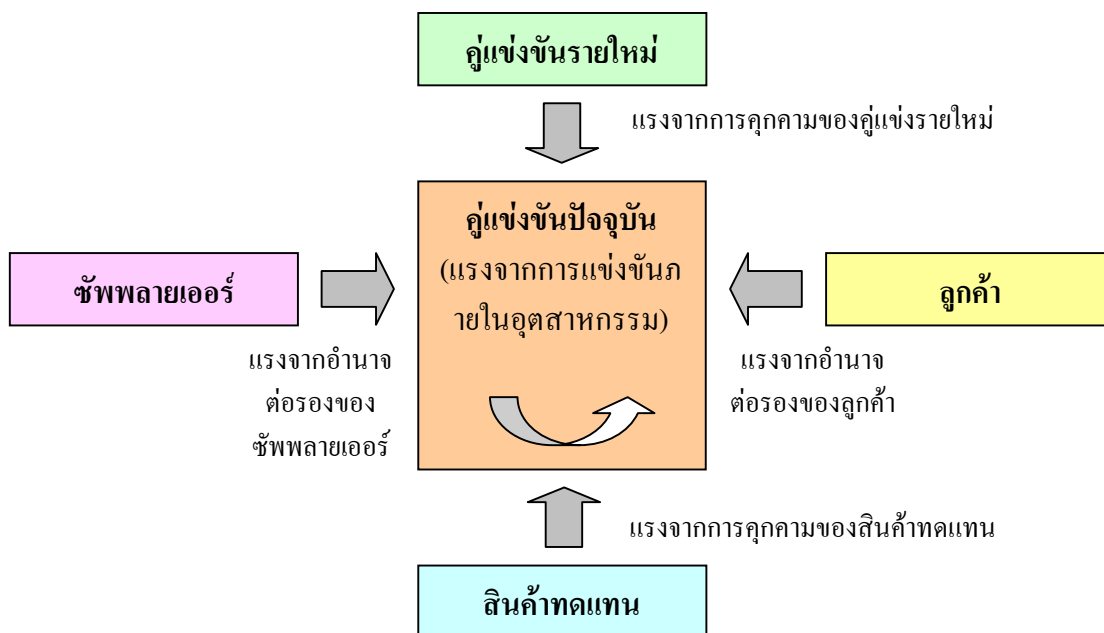 คู่แข่งขันรายใหม่
แรงจากการคุกคามของคู่แข่งรายใหม่
คู่แข่งขันปัจจุบัน
(แรงจากการแข่งขันภ
ายในอุตสาหกรรม)
ซัพพลายเออร์
แรงจากอำนาจ
ต่อรองของ
ซัพพลายเออร์
ลูกค้า
แรงจากอำนาจ
ต่อรองของลูกค้า
แรงจากการคุกคามของสินค้าทดแทน
สินค้าทดแทน